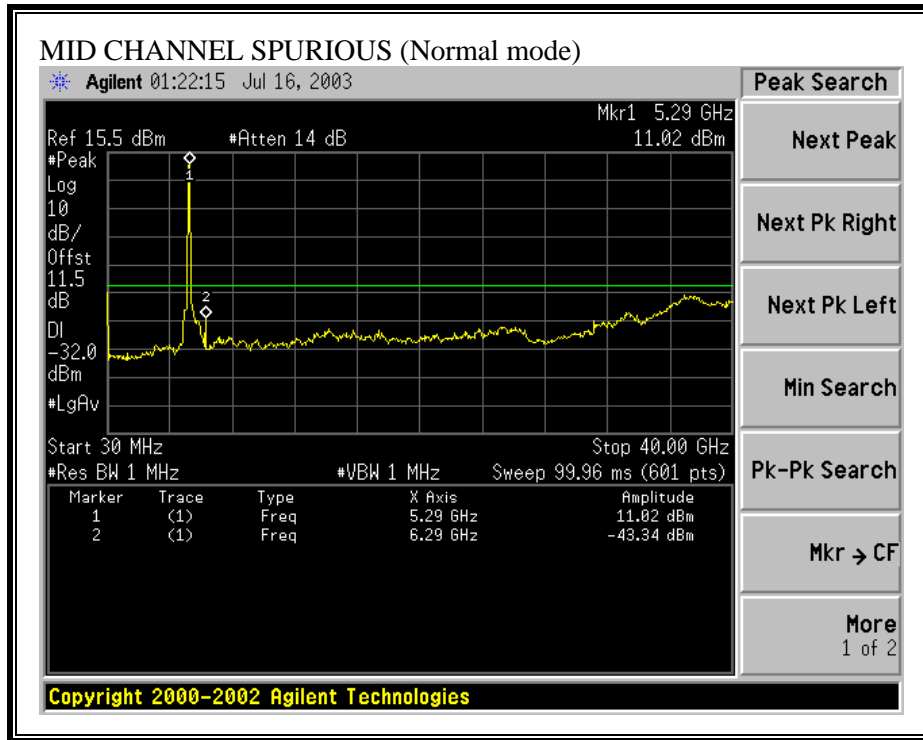 MID CHANNEL SPURIOUS (Normal mode)
Agilent 01:22:15 Jul 16, 2003
Peak Search
Mkr1 5.29 GHz
Ref 15.5 dBm #Atten 14 dB 11.02 dBm
Next Peak
#Peak
Log
10
dB/
Offst
11.5
dB
DI
-32.0
dBm
#LgAv
1
2
Next Pk Right
Next Pk Left
Min Search
Start 30 MHz Stop 40.00 GHz
#Res BW 1 MHz #VBW 1 MHz Sweep 99.96 ms (601 pts)
Pk-Pk Search
Marker Trace Type X Axis Amplitude
1 (1) Freq 5.29 GHz 11.02 dBm
2 (1) Freq 6.29 GHz -43.34 dBm
Mkr → CF
More
1 of 2
Copyright 2000-2002 Agilent Technologies